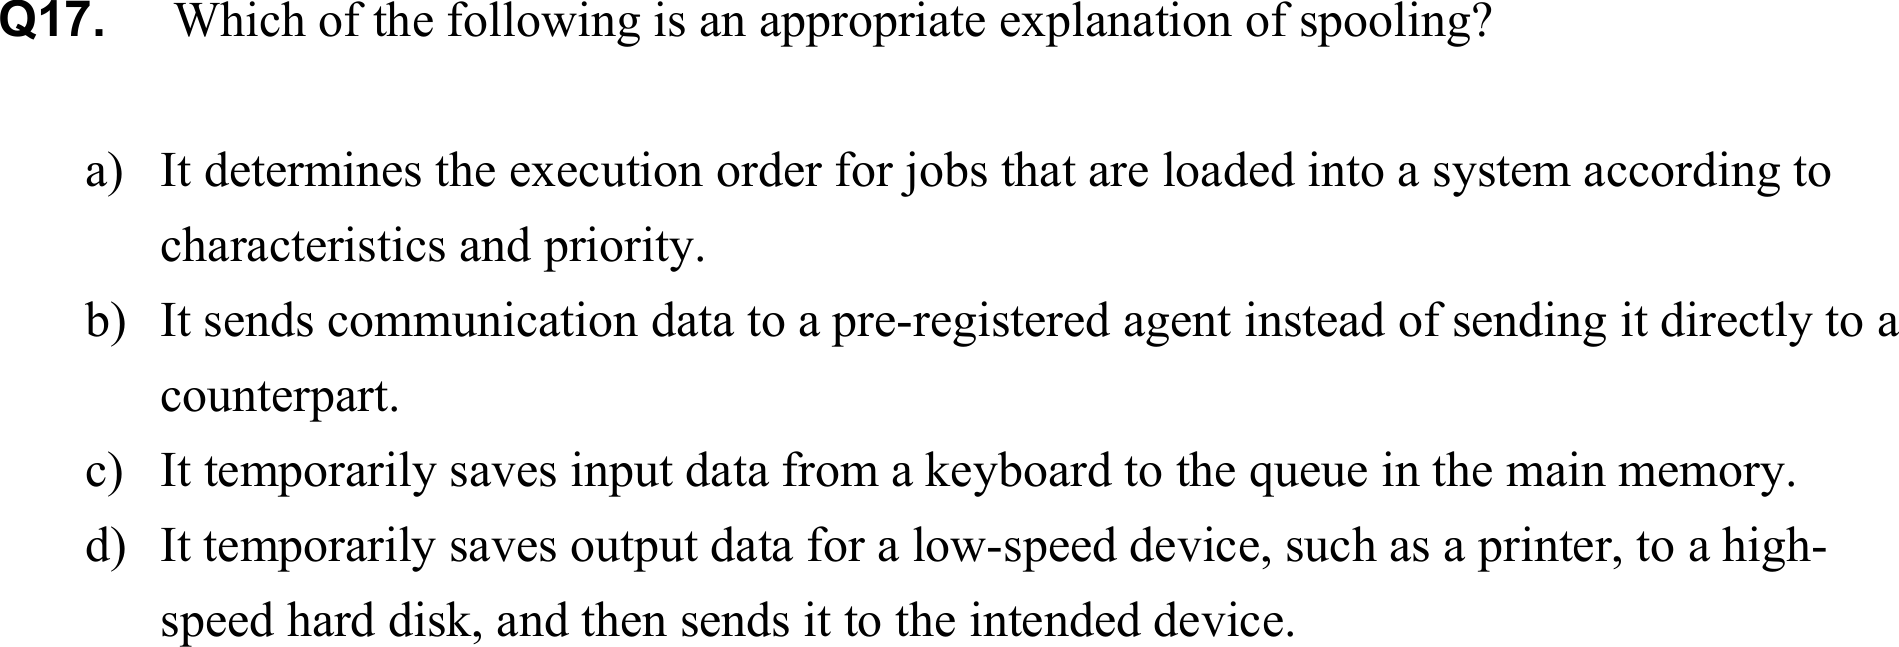 Q17. Which of the following is an appropriate explanation of spooling?
a) It determines the execution order for jobs that are loaded into a system according to
characteristics and priority.
b) It sends communication data to a pre-registered agent instead of sending it directly to a
counterpart.
c) It temporarily saves input data from a keyboard to the queue in the main memory.
d) It temporarily saves output data for a low-speed device, such as a printer, to a high-
speed hard disk, and then sends it to the intended device.